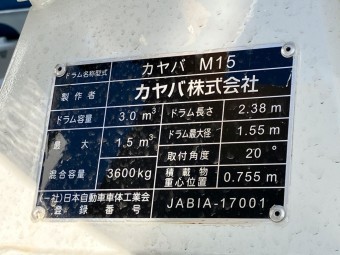 ドラム名称型式 カヤバ M15
製作者 カヤバ株式会社
ドラム容量 3.0 m³ ドラム長さ 2.38 m
最大 1.5 m³ ドラム最大径 1.55 m
混合容量 3600kg 取付角度 20°
積載物重心位置 0.755 m
(一社)日本自動車車体工業会
登録番号 JABIA-17001